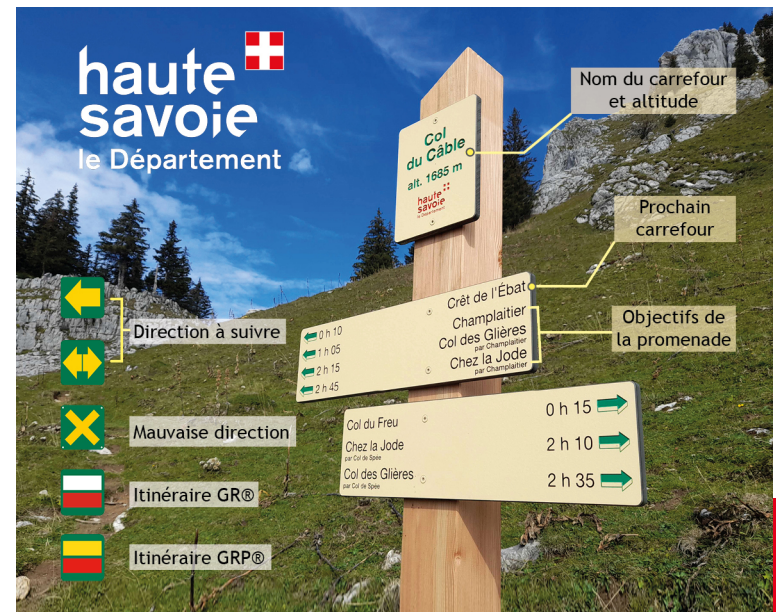 haute
savoie
le Département
Nom du carrefour
et altitude
Col
du Câble
alt. 1685 m
haute
savoie
le Département
Prochain
carrefour
Crêt de l'Ébat
Champlaitier
Col des Glières
par Champlaitier
Chez la Jode
par Champlaitier
0 h 10
1 h 05
2 h 15
2 h 45
Objectifs de
la promenade
Direction à suivre
Col du Freu
0 h 15
Chez la Jode
par Col de Spée
2 h 10
Col des Glières
par Col de Spée
2 h 35
Mauvaise direction
Itinéraire GR®
Itinéraire GRP®